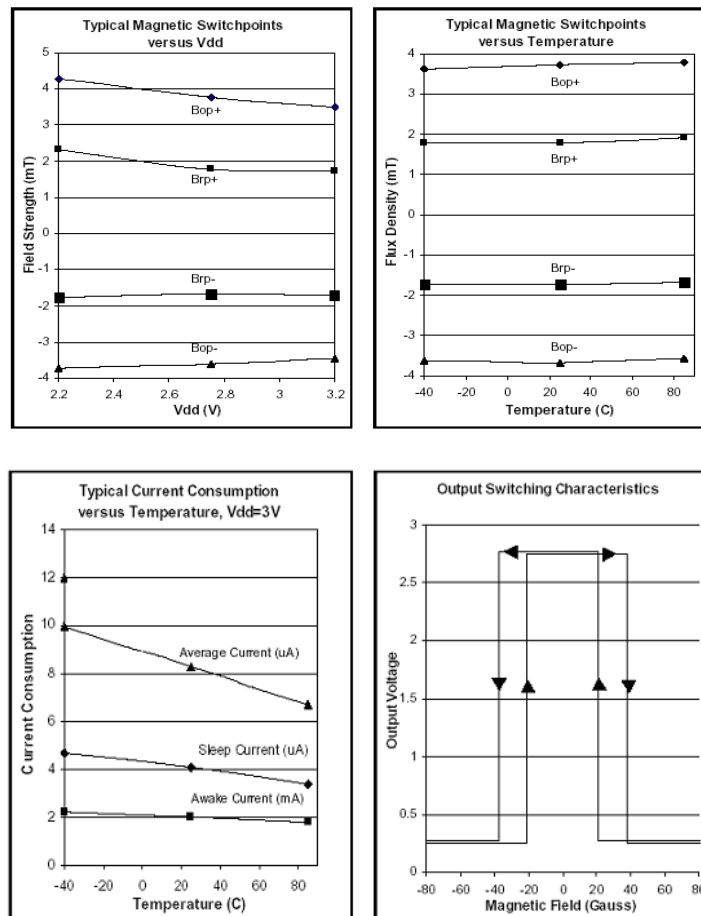 Typical Magnetic Switchpoints
versus Vdd
5
4
3
2
1
0
-1
-2
-3
-4
Field Strength (mT)
Bop+
Brp+
Brp-
Bop-
2.2 2.4 2.6 2.8 3 3.2
Vdd (V)
Typical Magnetic Switchpoints
versus Temperature
4
3
2
1
0
-1
-2
-3
-4
Flux Density (mT)
Bop+
Brp+
Brp-
Bop-
-40 -20 0 20 40 60 80
Temperature (C)
Typical Current Consumption
versus Temperature, Vdd=3V
14
12
10
8
6
4
2
0
Current Consumption
Average Current (uA)
Sleep Current (uA)
Awake Current (mA)
-40 -20 0 20 40 60 80
Temperature (C)
Output Switching Characteristics
3
2.5
2
1.5
1
0.5
0
Output Voltage
-80 -60 -40 -20 0 20 40 60 80
Magnetic Field (Gauss)